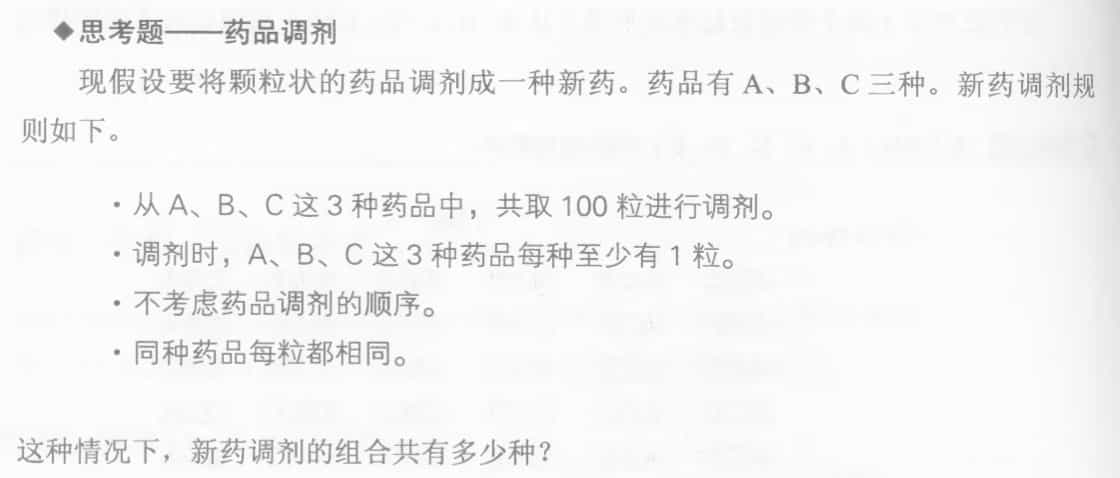 ◆思考题——药品调剂
现假设要将颗粒状的药品调剂成一种新药。药品有 A、B、C 三种。新药调剂规
则如下。
·从 A、B、C 这 3 种药品中，共取 100 粒进行调剂。
·调剂时，A、B、C 这 3 种药品每种至少有 1 粒。
·不考虑药品调剂的顺序。
·同种药品每粒都相同。
这种情况下，新药调剂的组合共有多少种？